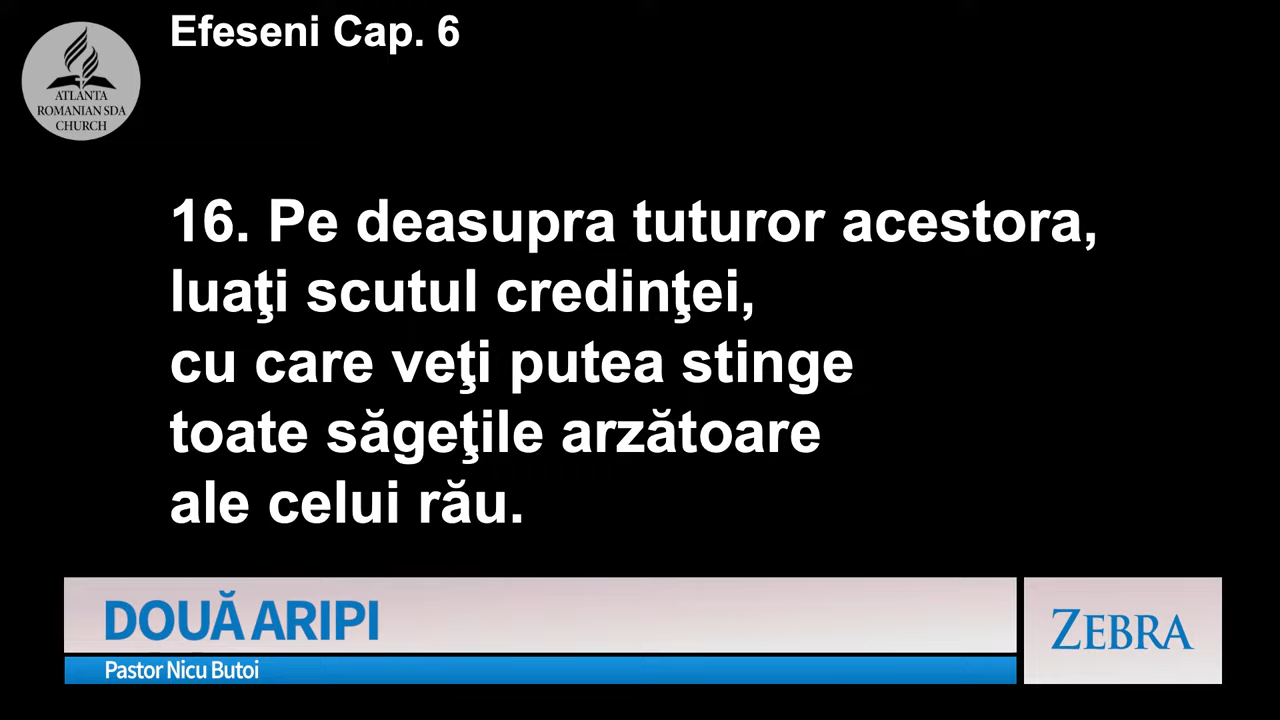 Efeseni Cap. 6
ATLANTA
ROMANIAN SDA
CHURCH
16. Pe deasupra tuturor acestora,
luaţi scutul credinţei,
cu care veţi putea stinge
toate săgeţile arzătoare
ale celui rău.
DOUĂ ARIPI
Pastor Nicu Butoi
ZEBRA